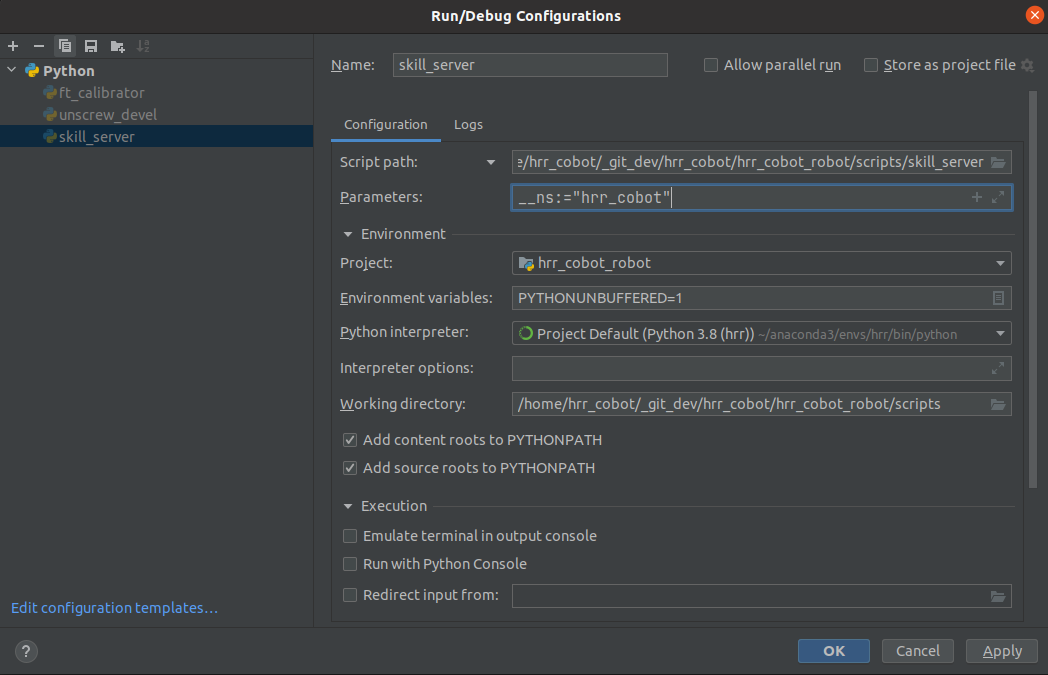 Run/Debug Configurations
Python
ft_calibrator
unscrew_devel
skill_server
Edit configuration templates...
Name: skill_server Allow parallel run Store as project file
Configuration Logs
Script path: e/hrr_cobot/_git_dev/hrr_cobot/hrr_cobot_robot/scripts/skill_server
Parameters: __ns:="hrr_cobot"
Environment
Project: hrr_cobot_robot
Environment variables: PYTHONUNBUFFERED=1
Python interpreter: Project Default (Python 3.8 (hrr)) ~/anaconda3/envs/hrr/bin/python
Interpreter options:
Working directory: /home/hrr_cobot/_git_dev/hrr_cobot/hrr_cobot_robot/scripts
Add content roots to PYTHONPATH
Add source roots to PYTHONPATH
Execution
Emulate terminal in output console
Run with Python Console
Redirect input from:
? OK Cancel Apply